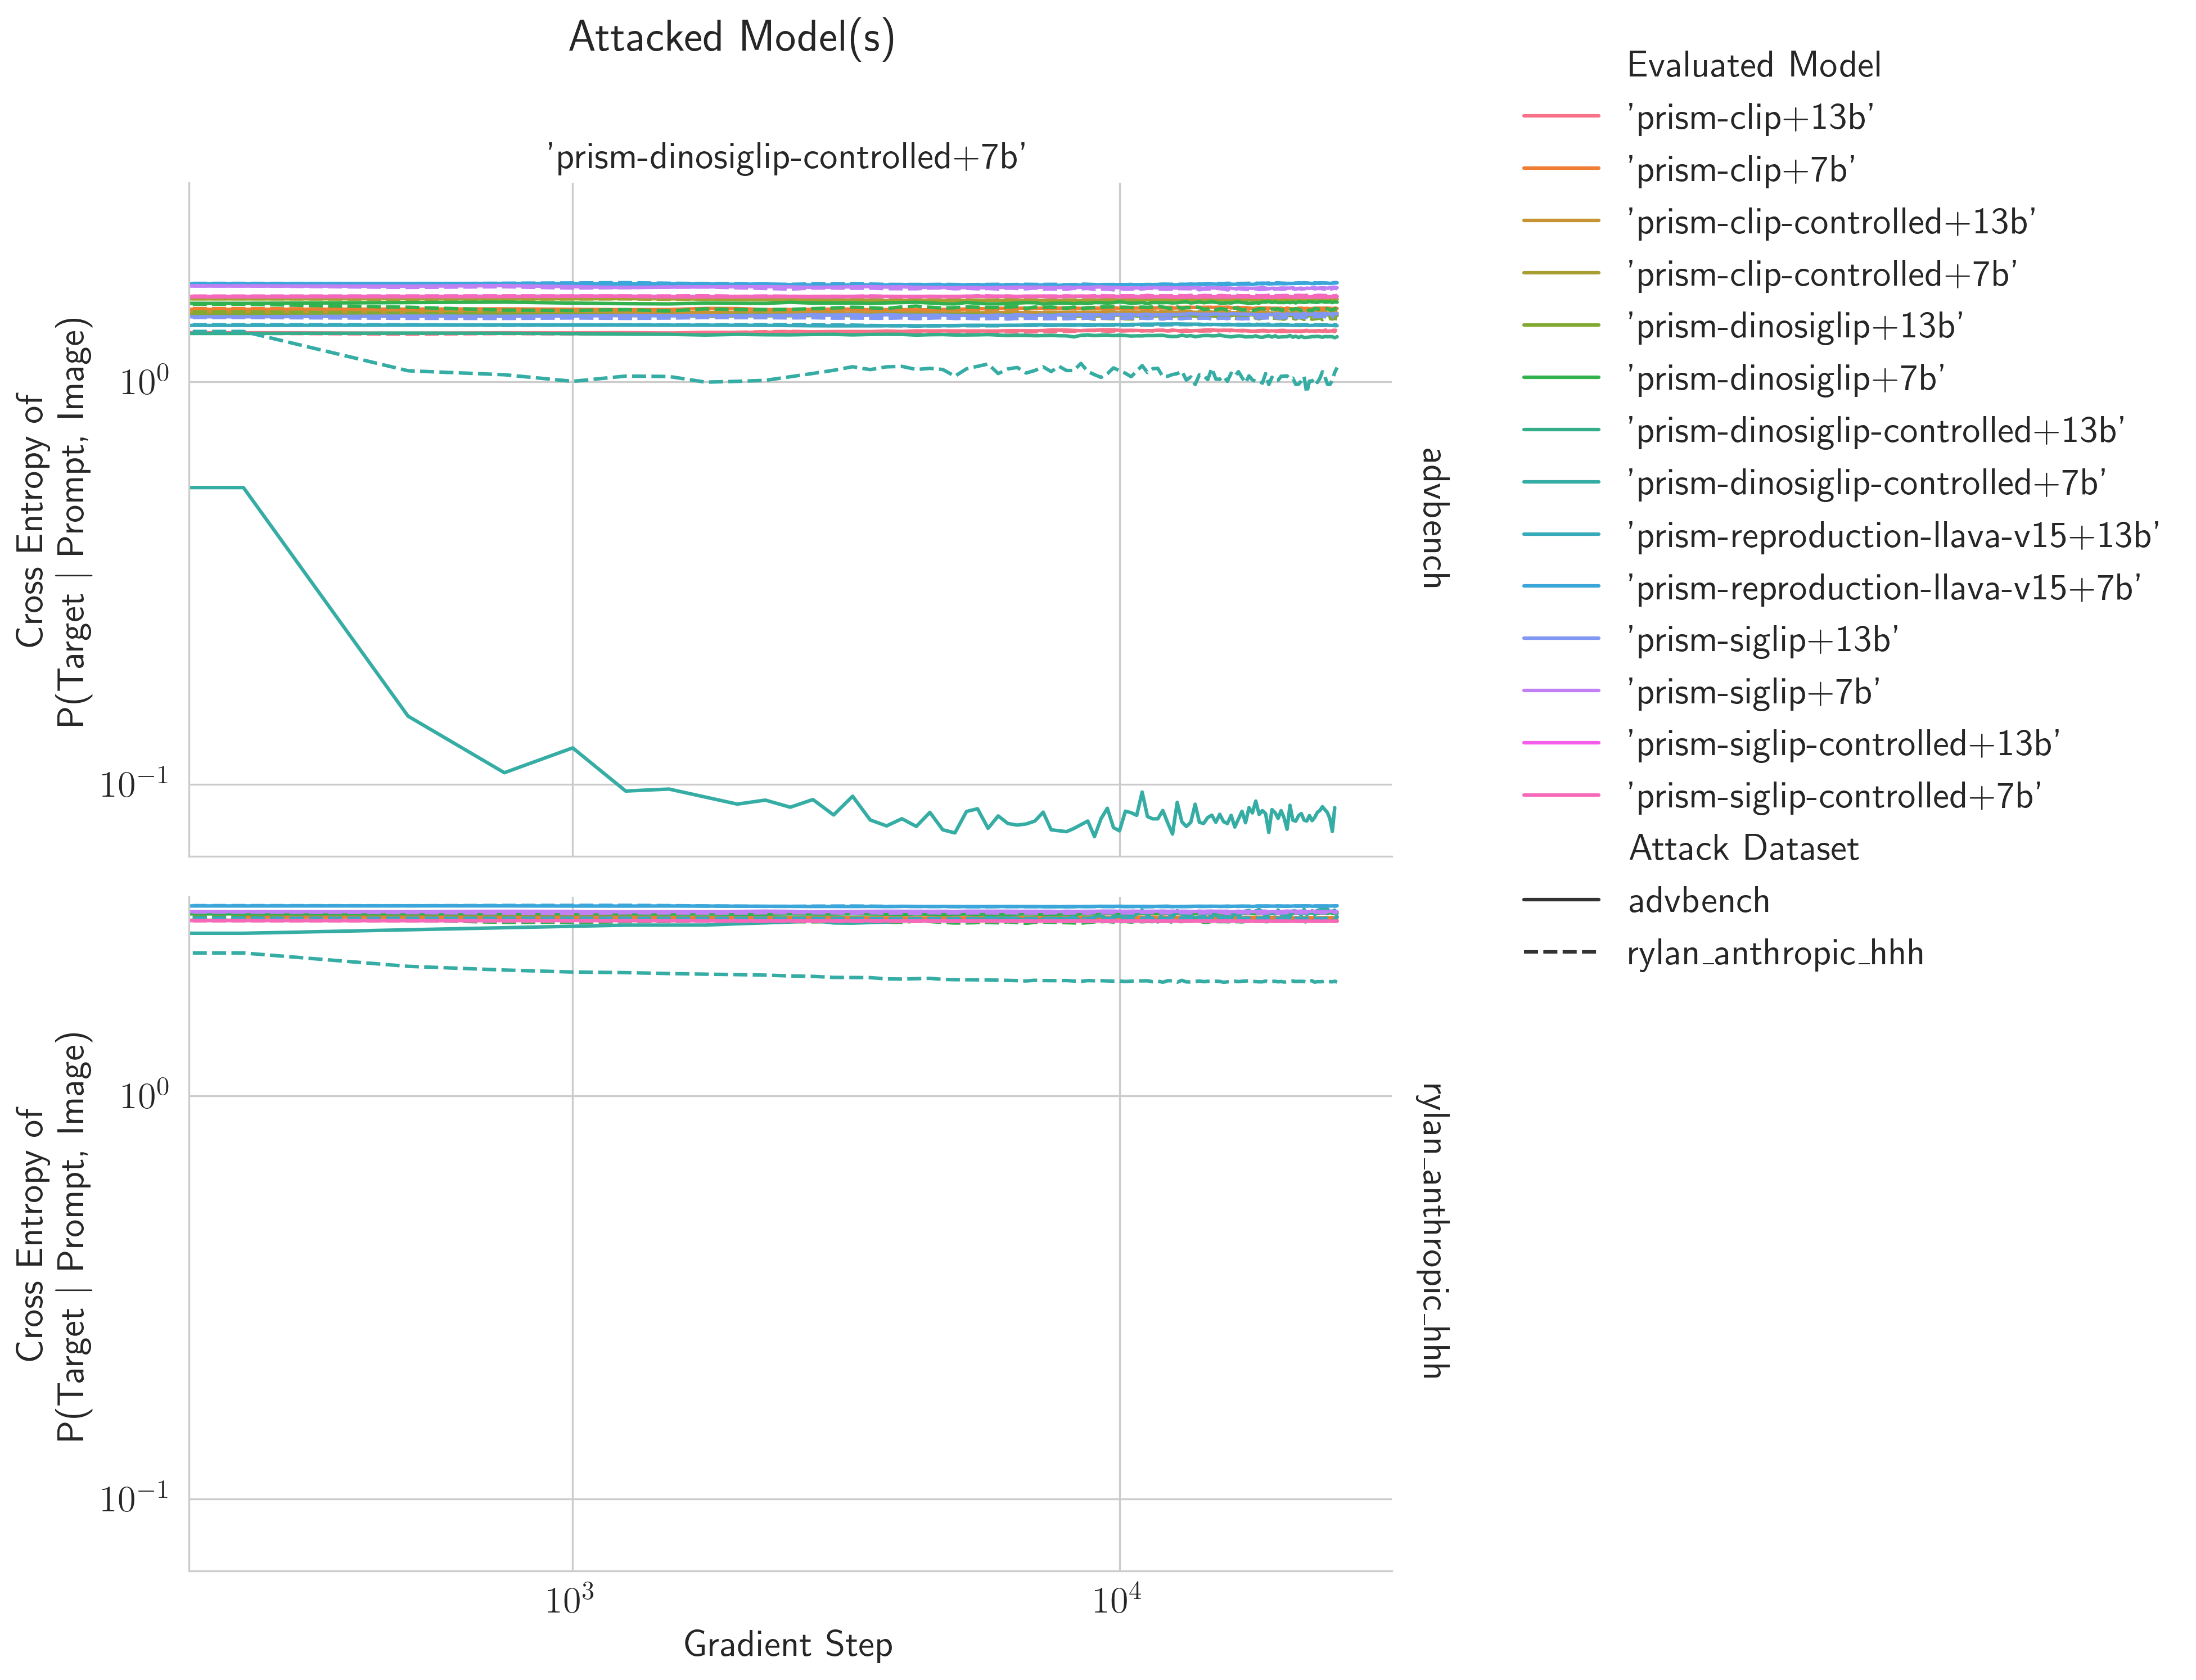 Attacked Model(s)
'prism-dinosiglip-controlled+7b'
Cross Entropy of
P(Target | Prompt, Image)
10^0
10^-1
advbench
Cross Entropy of
P(Target | Prompt, Image)
10^0
10^-1
rylan_anthropic_hhh
10^3
10^4
Gradient Step
Evaluated Model
'prism-clip+13b'
'prism-clip+7b'
'prism-clip-controlled+13b'
'prism-clip-controlled+7b'
'prism-dinosiglip+13b'
'prism-dinosiglip+7b'
'prism-dinosiglip-controlled+13b'
'prism-dinosiglip-controlled+7b'
'prism-reproduction-llava-v15+13b'
'prism-reproduction-llava-v15+7b'
'prism-siglip+13b'
'prism-siglip+7b'
'prism-siglip-controlled+13b'
'prism-siglip-controlled+7b'
Attack Dataset
advbench
rylan_anthropic_hhh